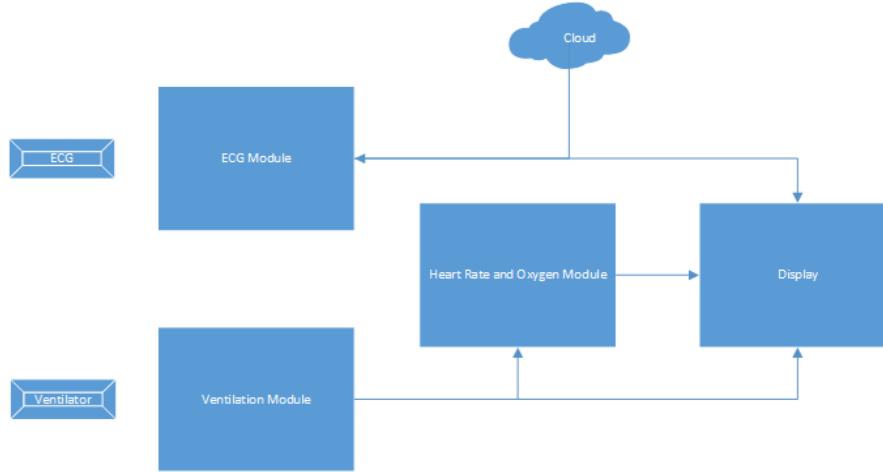 Cloud
ECG
ECG Module
Heart Rate and Oxygen Module
Display
Ventilator
Ventilation Module